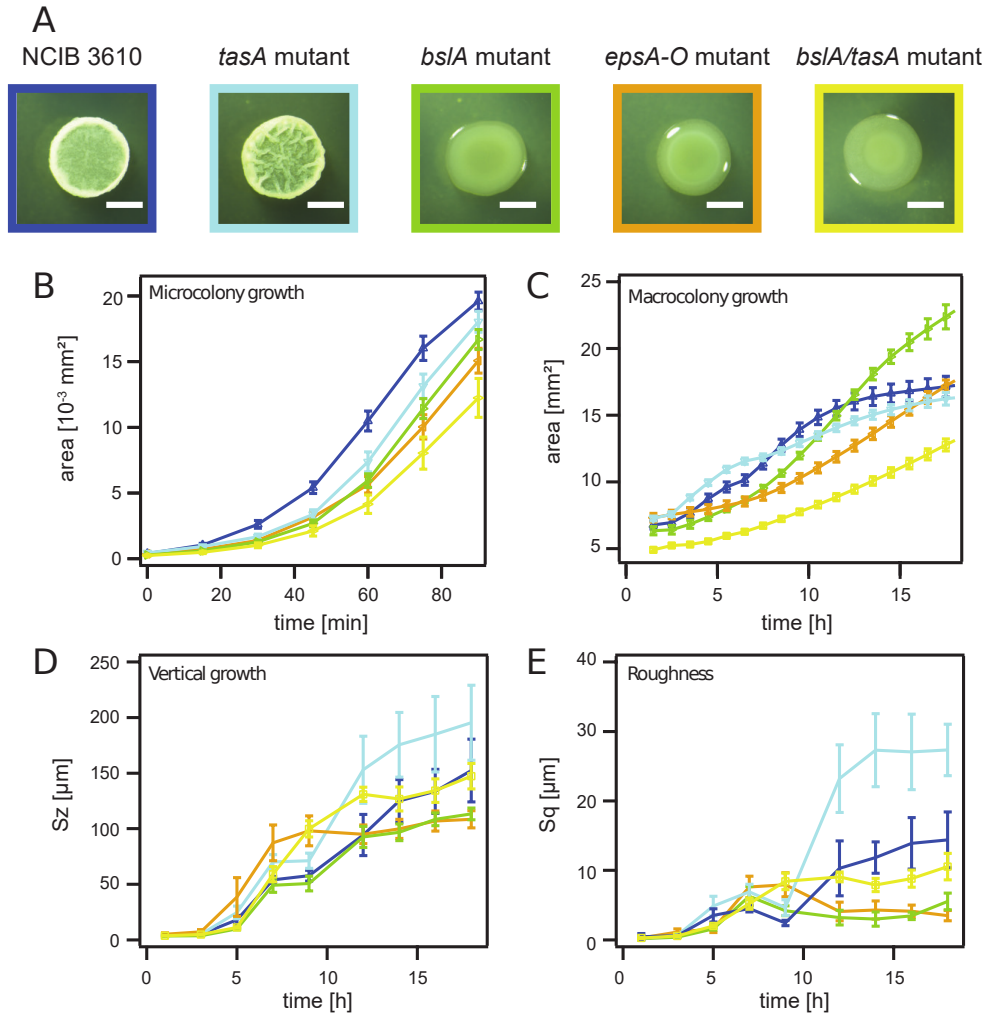 A
NCIB 3610 tasA mutant bslA mutant epsA-O mutant bslA/tasA mutant
B
Microcolony growth
area [10⁻³ mm²]
20
15
10
5
0
0 20 40 60 80
time [min]
C
Macrocolony growth
area [mm²]
25
20
15
10
5
0 5 10 15
time [h]
D
Vertical growth
Sz [µm]
250
200
150
100
50
0
0 5 10 15
time [h]
E
Roughness
Sq [µm]
40
30
20
10
0
0 5 10 15
time [h]